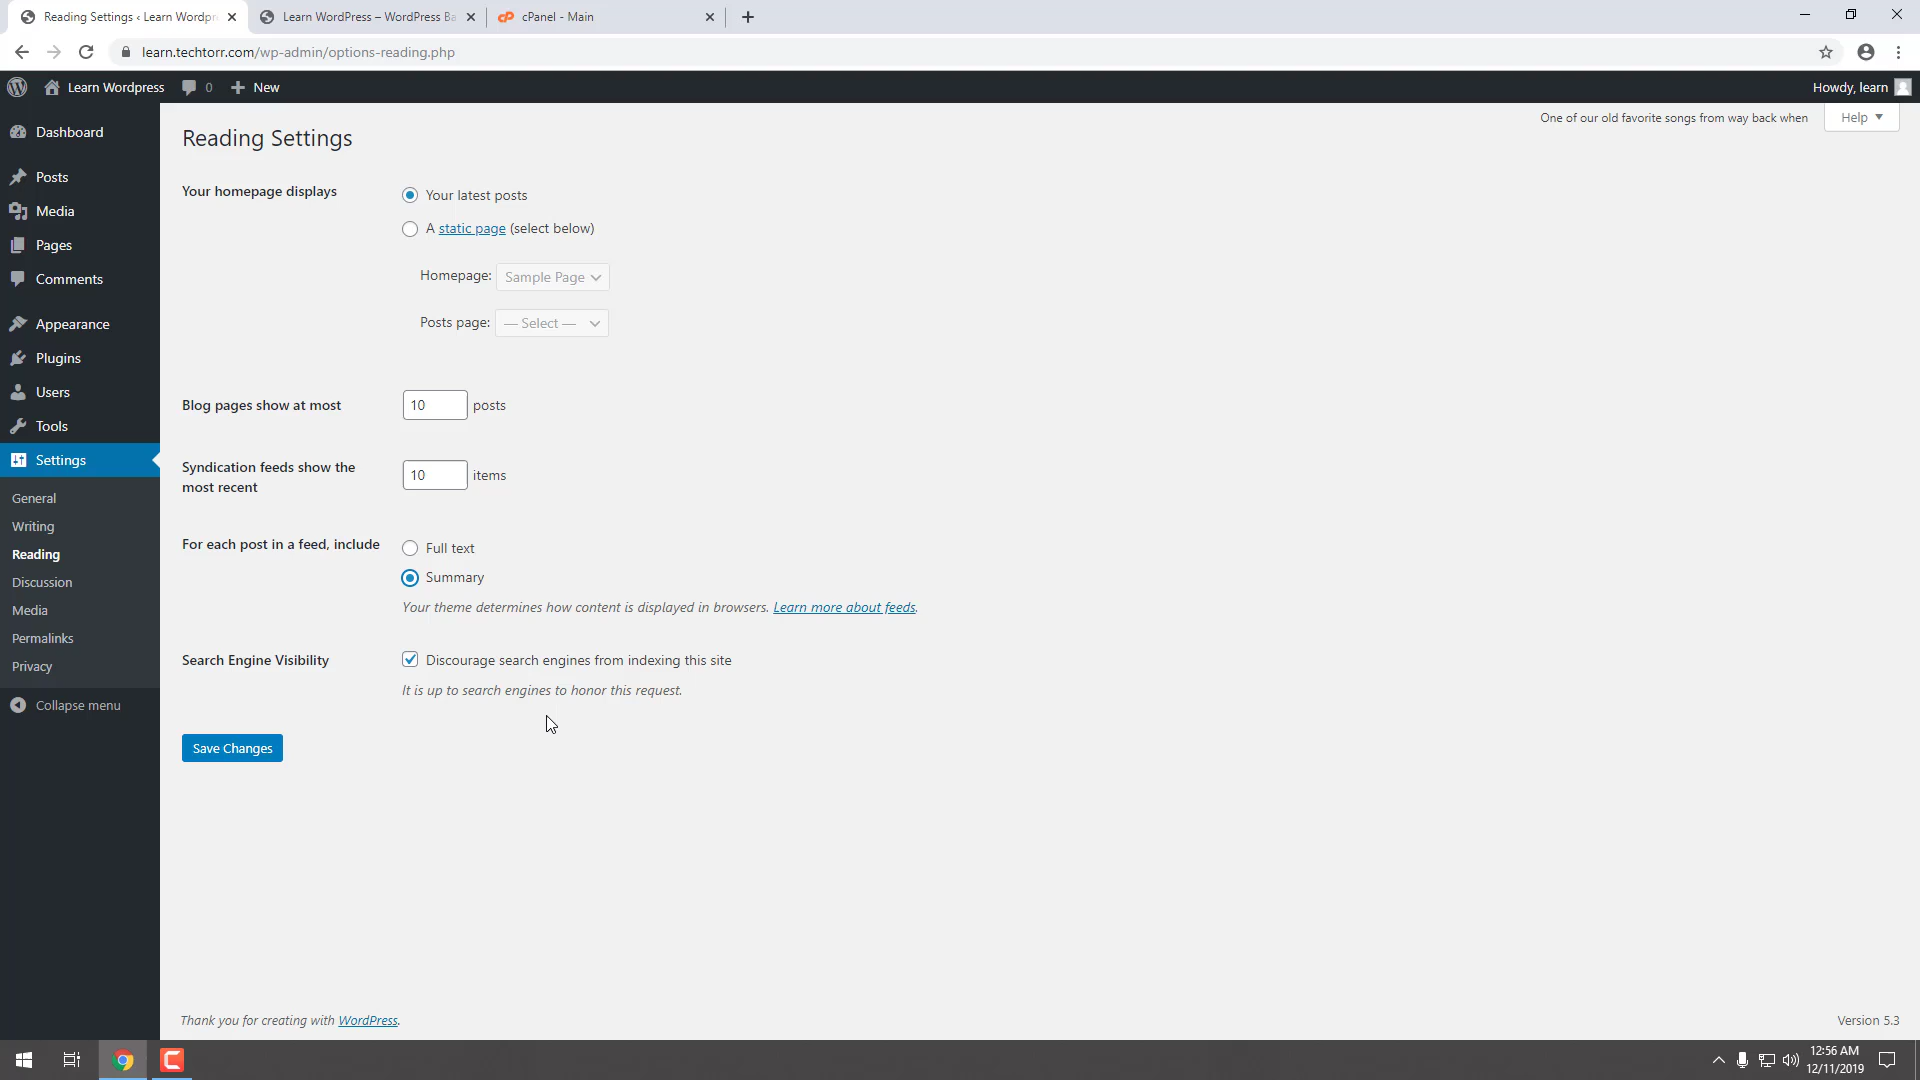 Reading Settings ‹ Learn Wordpr
Learn WordPress – WordPress Ba
cPanel - Main
learn.techtorr.com/wp-admin/options-reading.php
Learn Wordpress
0
New
Howdy, learn
One of our old favorite songs from way back when
Help
Dashboard
Posts
Media
Pages
Comments
Appearance
Plugins
Users
Tools
Settings
General
Writing
Reading
Discussion
Media
Permalinks
Privacy
Collapse menu
Reading Settings
Your homepage displays
Your latest posts
A static page (select below)
Homepage: Sample Page
Posts page: — Select —
Blog pages show at most
10 posts
Syndication feeds show the
most recent
10 items
For each post in a feed, include
Full text
Summary
Your theme determines how content is displayed in browsers. Learn more about feeds.
Search Engine Visibility
Discourage search engines from indexing this site
It is up to search engines to honor this request.
Save Changes
Thank you for creating with WordPress.
Version 5.3
12:56 AM
12/11/2019